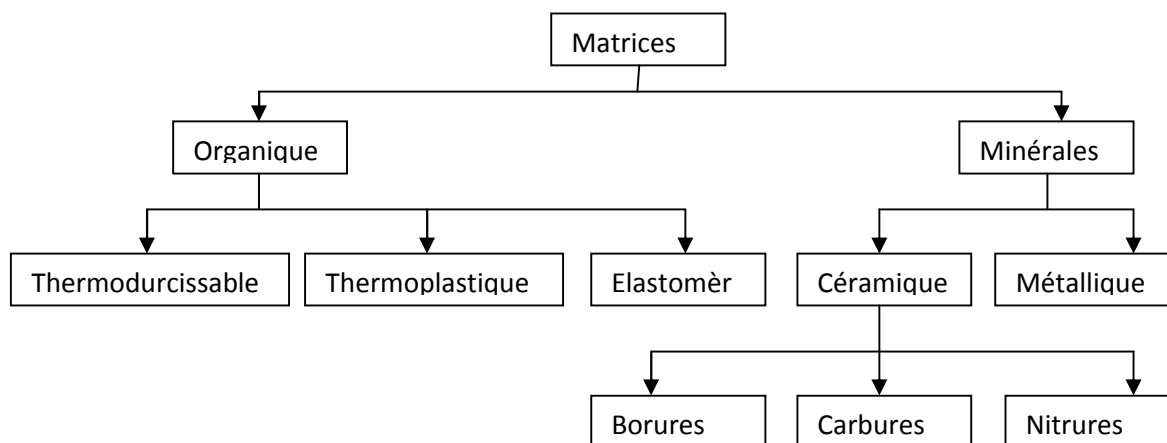 Matrices
Organique
Minérales
Thermodurcissable
Thermoplastique
Elastomèr
Céramique
Métallique
Borures
Carbures
Nitrures